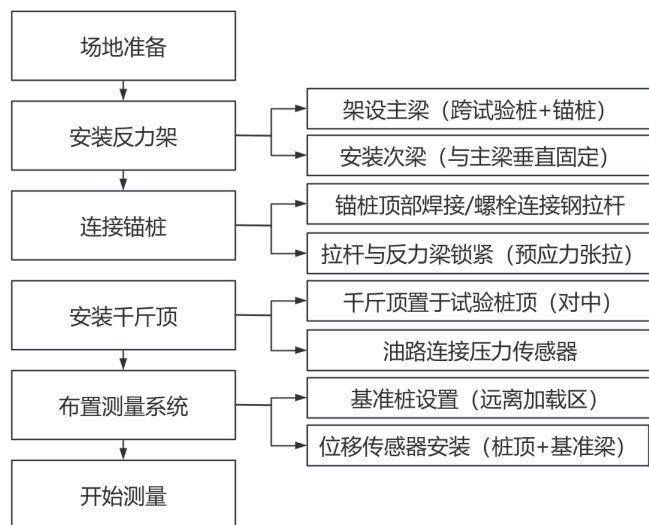 场地准备
安装反力架
架设主梁（跨试验桩+锚桩）
安装次梁（与主梁垂直固定）
连接锚桩
锚桩顶部焊接/螺栓连接钢拉杆
拉杆与反力梁锁紧（预应力张拉）
安装千斤顶
千斤顶置于试验桩顶（对中）
油路连接压力传感器
布置测量系统
基准桩设置（远离加载区）
位移传感器安装（桩顶+基准梁）
开始测量